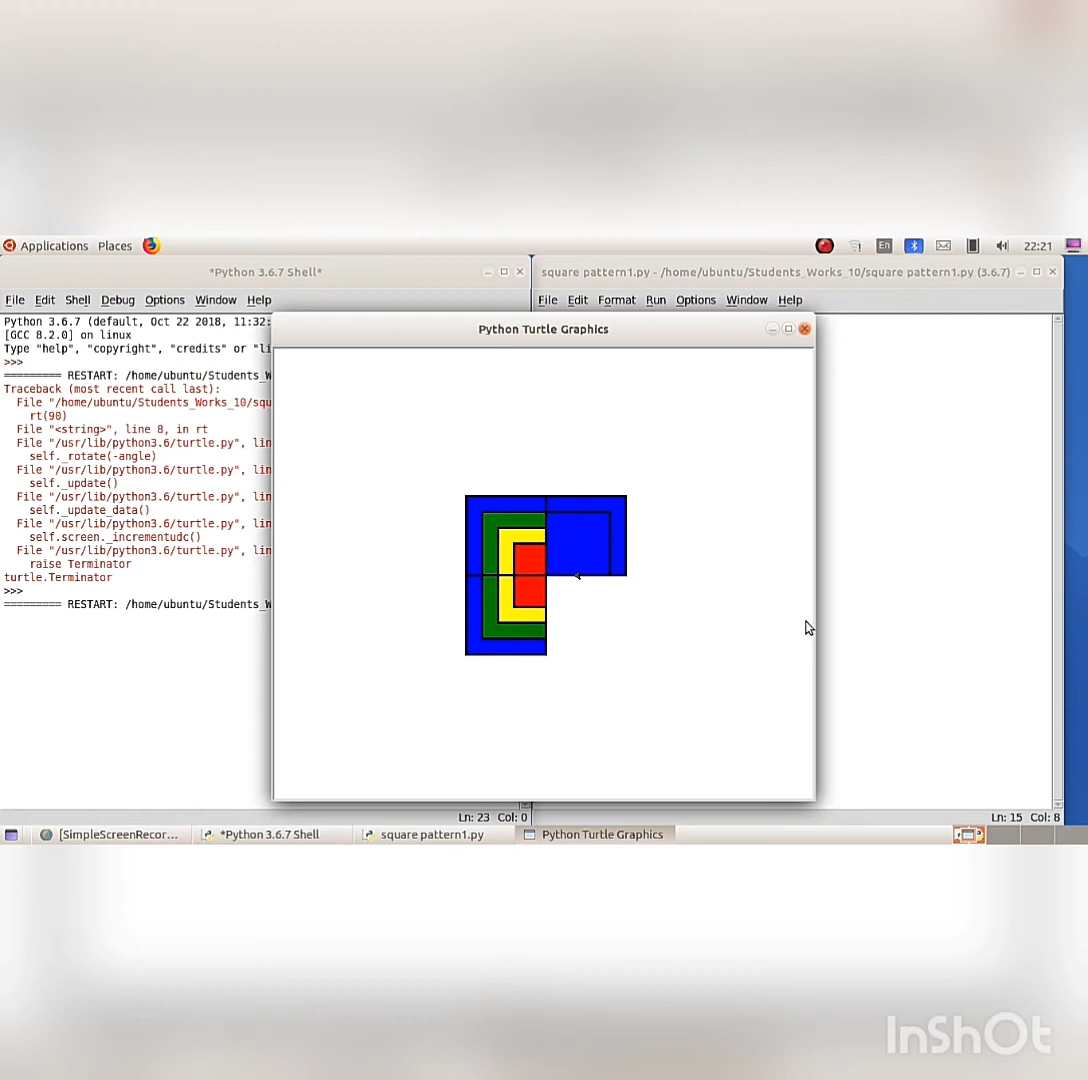 Applications Places En 22:21
*Python 3.6.7 Shell*
square pattern1.py - /home/ubuntu/Students_Works_10/square pattern1.py (3.6.7)
File Edit Shell Debug Options Window Help
File Edit Format Run Options Window Help
Python 3.6.7 (default, Oct 22 2018, 11:32:
[GCC 8.2.0] on linux
Type "help", "copyright", "credits" or "li
>>>
========= RESTART: /home/ubuntu/Students_W
Traceback (most recent call last):
File "/home/ubuntu/Students_Works_10/squ
rt(90)
File "<string>", line 8, in rt
File "/usr/lib/python3.6/turtle.py", lin
self._rotate(-angle)
File "/usr/lib/python3.6/turtle.py", lin
self._update()
File "/usr/lib/python3.6/turtle.py", lin
self._update_data()
File "/usr/lib/python3.6/turtle.py", lin
self.screen._incrementudc()
File "/usr/lib/python3.6/turtle.py", lin
raise Terminator
turtle.Terminator
>>>
========= RESTART: /home/ubuntu/Students_W
Python Turtle Graphics
Ln: 23 Col: 0
Ln: 15 Col: 8
[SimpleScreenRecor... *Python 3.6.7 Shell square pattern1.py Python Turtle Graphics
InShOt